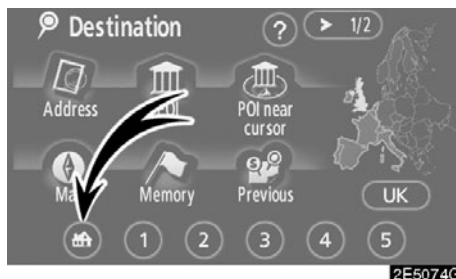 Destination
? > 1/2
Address
POI near
cursor
Memory Previous UK
1 2 3 4 5
2E5074G